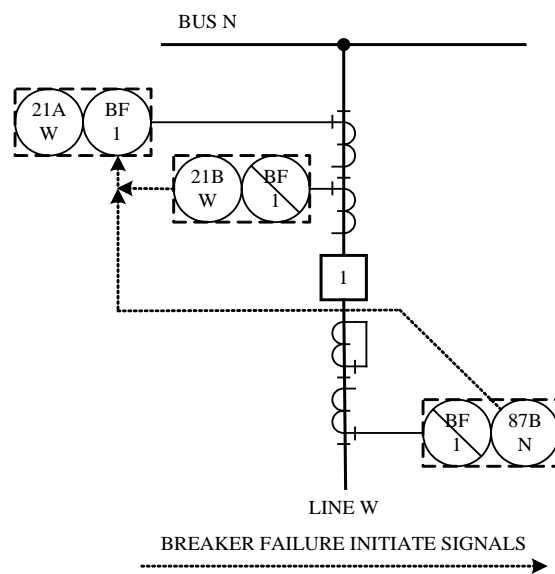 BUS N
21A
W
BF
1
21B
W
BF
1
1
BF
1
87B
N
LINE W
BREAKER FAILURE INITIATE SIGNALS